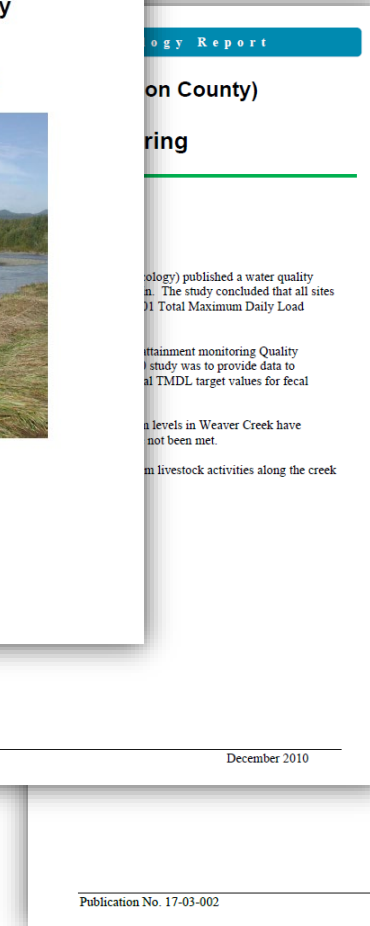 y
ogy Report
on County)
ring
ology) published a water quality
n. The study concluded that all sites
01 Total Maximum Daily Load
attainment monitoring Quality
study was to provide data to
al TMDL target values for fecal
levels in Weaver Creek have
not been met.
m livestock activities along the creek
December 2010
Publication No. 17-03-002